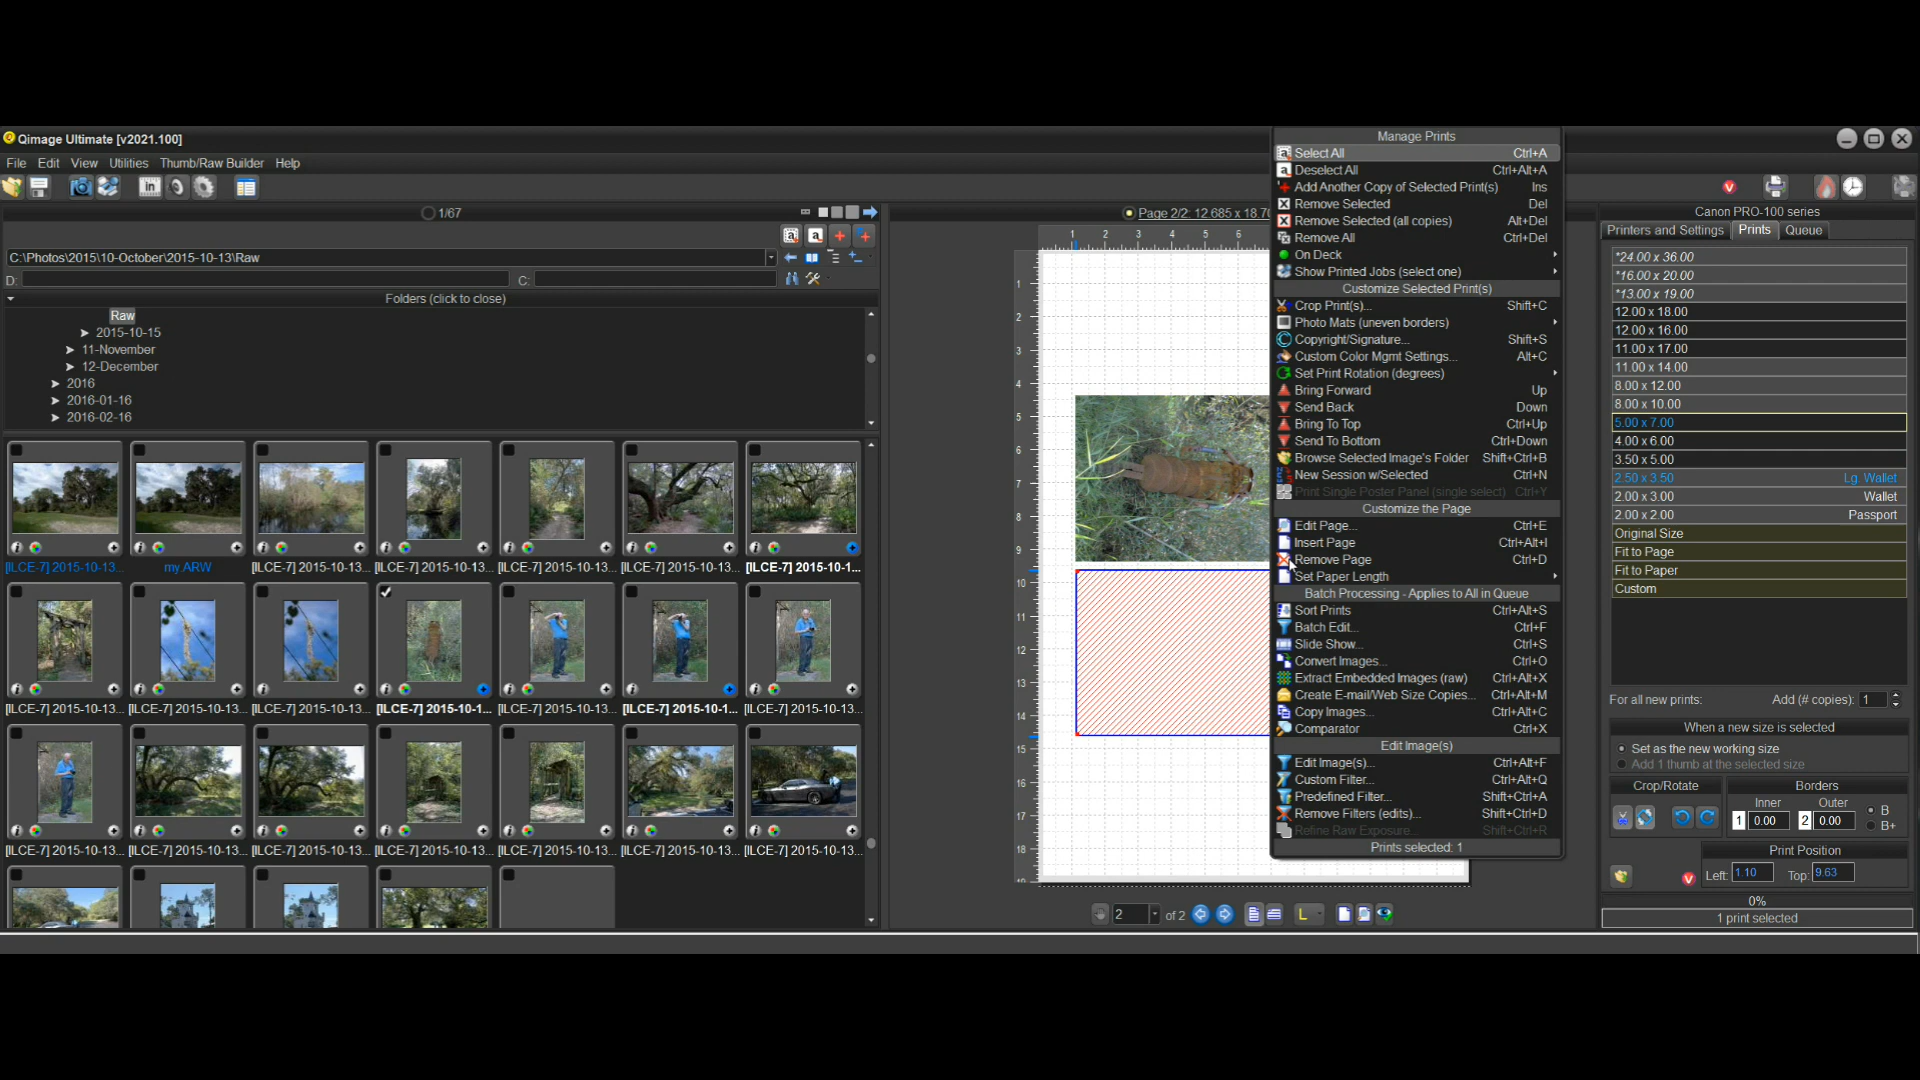 Qimage Ultimate [v2021.100]
File Edit View Utilities Thumb/Raw Builder Help
1/67
C:\Photos\2015\10-October\2015-10-13\Raw
D: C:
Folders (click to close)
Raw
2015-10-15
11-November
12-December
2016
2016-01-16
2016-02-16
[ILCE-7] 2015-10-13... my ARW [ILCE-7] 2015-10-13... [ILCE-7] 2015-10-13... [ILCE-7] 2015-10-13... [ILCE-7] 2015-10-13... [ILCE-7] 2015-10-1...
[ILCE-7] 2015-10-13... [ILCE-7] 2015-10-13... [ILCE-7] 2015-10-13... [ILCE-7] 2015-10-1... [ILCE-7] 2015-10-13... [ILCE-7] 2015-10-1... [ILCE-7] 2015-10-13...
[ILCE-7] 2015-10-13... [ILCE-7] 2015-10-13... [ILCE-7] 2015-10-13... [ILCE-7] 2015-10-13... [ILCE-7] 2015-10-13... [ILCE-7] 2015-10-13... [ILCE-7] 2015-10-13...
Page 2/2: 12.685 x 18.70
1 2 3 4 5 6
1
2
3
4
5
6
7
8
9
10
11
12
13
14
15
16
17
18
2 of 2 L
Manage Prints
Select All Ctrl+A
Deselect All Ctrl+Alt+A
Add Another Copy of Selected Print(s) Ins
Remove Selected Del
Remove Selected (all copies) Alt+Del
Remove All Ctrl+Del
On Deck
Show Printed Jobs (select one)
Customize Selected Print(s)
Crop Print(s)... Shift+C
Photo Mats (uneven borders)
Copyright/Signature... Shift+S
Custom Color Mgmt Settings... Alt+C
Set Print Rotation (degrees)
Bring Forward Up
Send Back Down
Bring To Top Ctrl+Up
Send To Bottom Ctrl+Down
Browse Selected Image's Folder Shift+Ctrl+B
New Session w/Selected Ctrl+N
Print Single Poster Panel (single select) Ctrl+Y
Customize the Page
Edit Page... Ctrl+E
Insert Page Ctrl+Alt+I
Remove Page Ctrl+D
Set Paper Length
Batch Processing - Applies to All in Queue
Sort Prints Ctrl+Alt+S
Batch Edit... Ctrl+F
Slide Show... Ctrl+S
Convert Images... Ctrl+O
Extract Embedded Images (raw) Ctrl+Alt+X
Create E-mail/Web Size Copies... Ctrl+Alt+M
Copy Images... Ctrl+Alt+C
Comparator Ctrl+X
Edit Image(s)
Edit Image(s)... Ctrl+Alt+F
Custom Filter... Ctrl+Alt+Q
Predefined Filter... Shift+Ctrl+A
Remove Filters (edits)... Shift+Ctrl+D
Refine Raw Exposure... Shift+Ctrl+R
Prints selected: 1
Canon PRO-100 series
Printers and Settings Prints Queue
*24.00 x 36.00
*16.00 x 20.00
*13.00 x 19.00
12.00 x 18.00
12.00 x 16.00
11.00 x 17.00
11.00 x 14.00
8.00 x 12.00
8.00 x 10.00
5.00 x 7.00
4.00 x 6.00
3.50 x 5.00
2.50 x 3.50 Lg. Wallet
2.00 x 3.00 Wallet
2.00 x 2.00 Passport
Original Size
Fit to Page
Fit to Paper
Custom
For all new prints: Add (# copies): 1
When a new size is selected
Set as the new working size
Add 1 thumb at the selected size
Crop/Rotate Borders
Inner Outer
1 0.00 2 0.00 B
B+
Print Position
Left: 1.10 Top: 9.63
0%
1 print selected